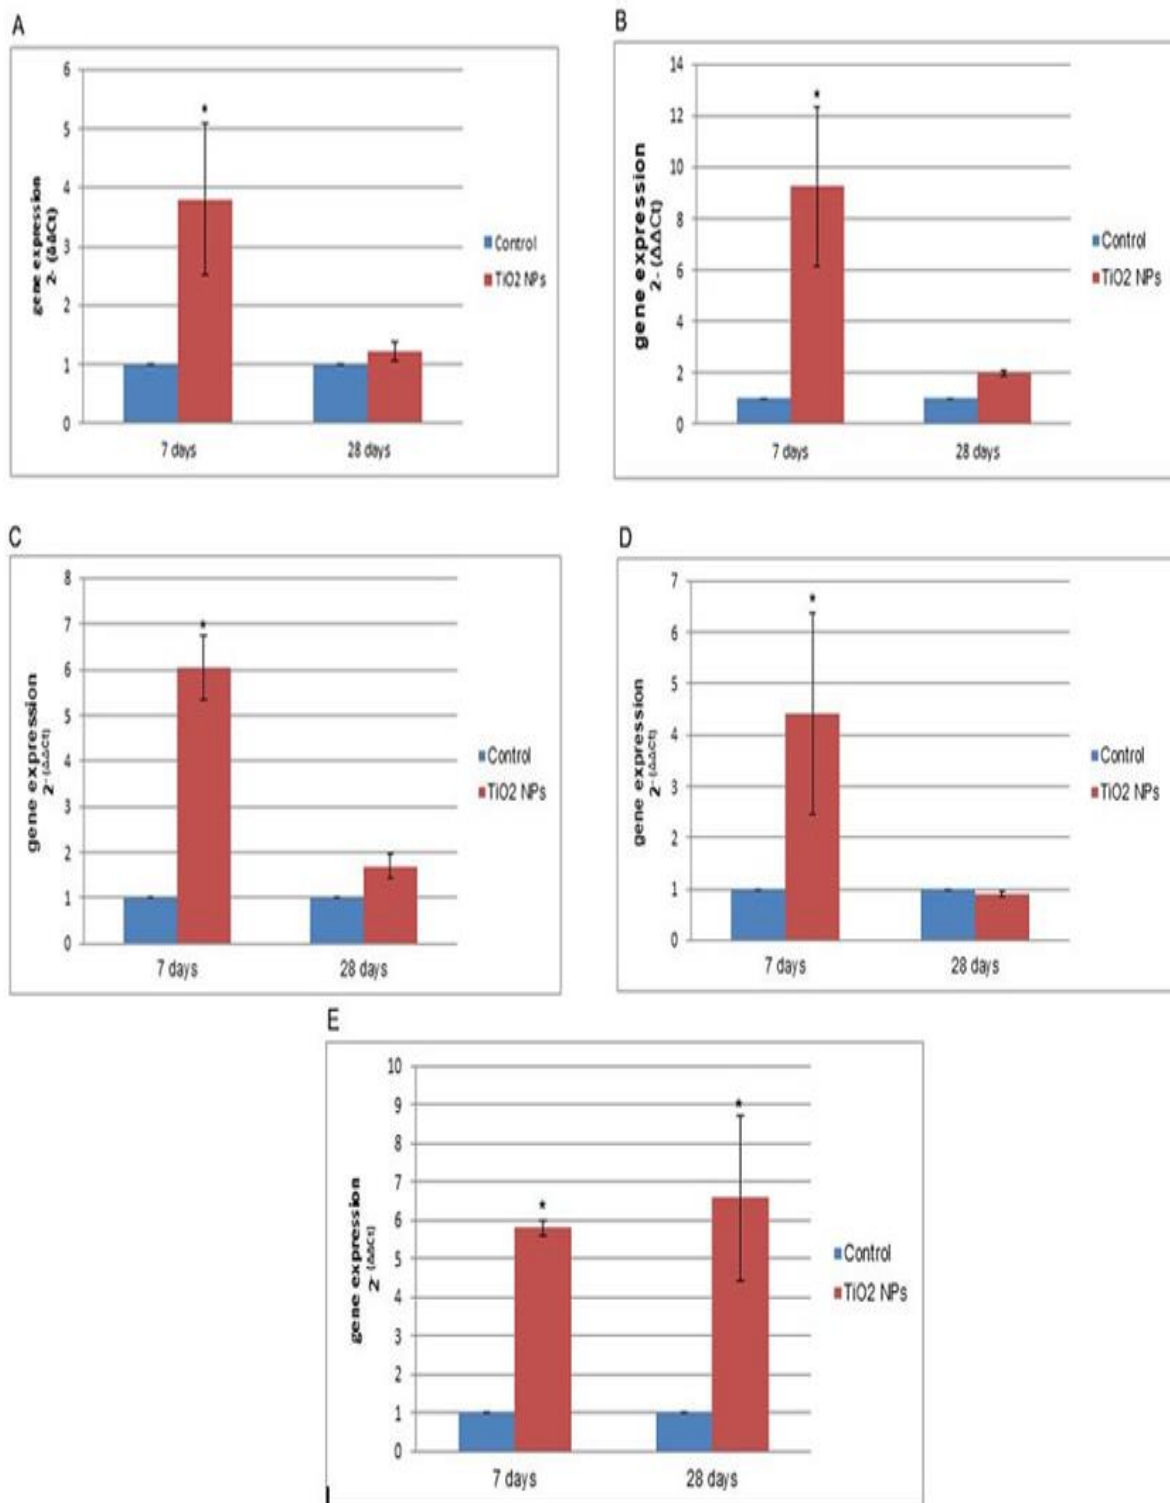 A
6
5
4
3
2
1
0
gene expression
2- (ΔΔCt)
*
7 days
28 days
Control
TiO2 NPs
B
14
12
10
8
6
4
2
0
gene expression
2- (ΔΔCt)
*
7 days
28 days
Control
TiO2 NPs
C
8
7
6
5
4
3
2
1
0
gene expression
2- (ΔΔCt)
*
7 days
28 days
Control
TiO2 NPs
D
7
6
5
4
3
2
1
0
gene expression
2- (ΔΔCt)
*
7 days
28 days
Control
TiO2 NPs
E
10
9
8
7
6
5
4
3
2
1
0
gene expression
2- (ΔΔCt)
*
*
7 days
28 days
Control
TiO2 NPs